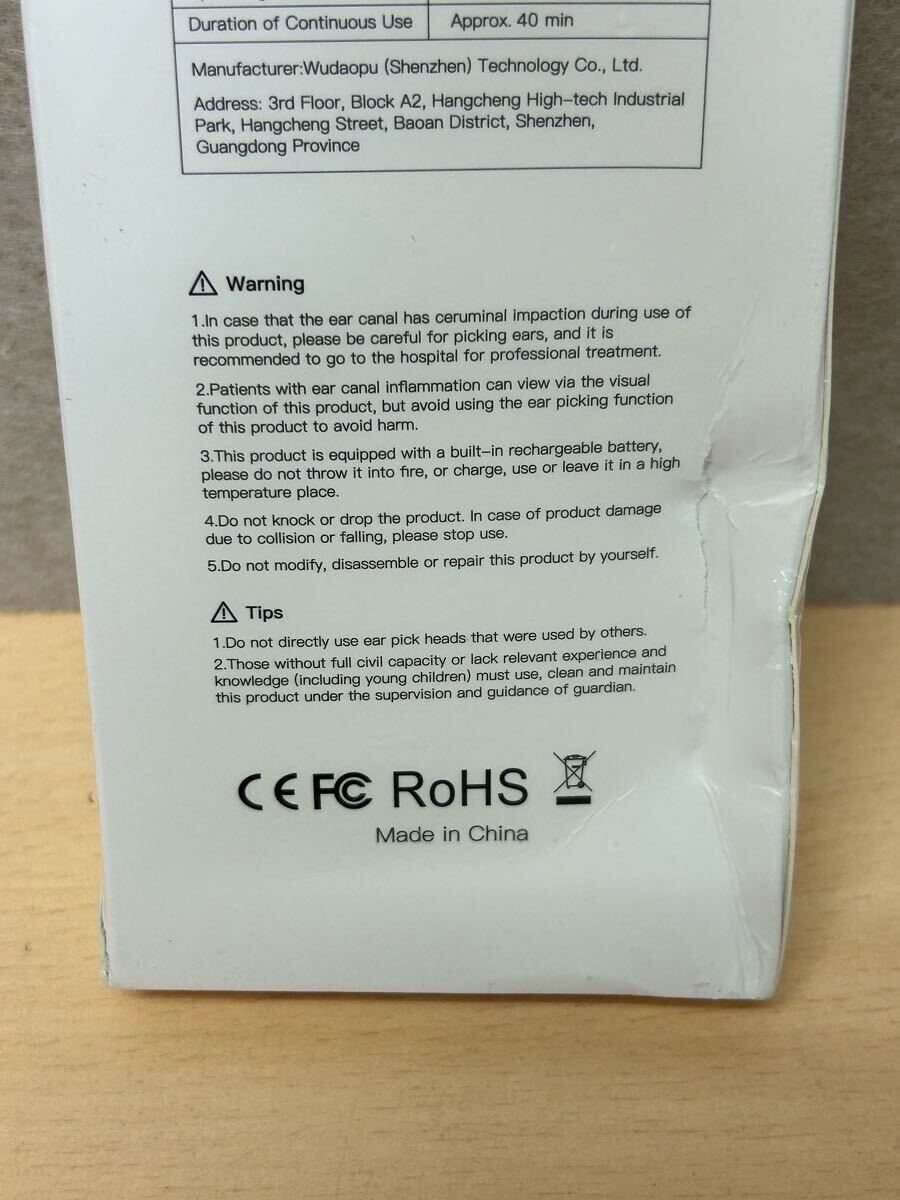 Duration of Continuous Use Approx. 40 min
Manufacturer:Wudaopu (Shenzhen) Technology Co., Ltd.
Address: 3rd Floor, Block A2, Hangcheng High-tech Industrial
Park, Hangcheng Street, Baoan District, Shenzhen,
Guangdong Province
Warning
1.In case that the ear canal has ceruminal impaction during use of
this product, please be careful for picking ears, and it is
recommended to go to the hospital for professional treatment.
2.Patients with ear canal inflammation can view via the visual
function of this product, but avoid using the ear picking function
of this product to avoid harm.
3.This product is equipped with a built-in rechargeable battery,
please do not throw it into fire, or charge, use or leave it in a high
temperature place.
4.Do not knock or drop the product. In case of product damage
due to collision or falling, please stop use.
5.Do not modify, disassemble or repair this product by yourself.
Tips
1.Do not directly use ear pick heads that were used by others.
2.Those without full civil capacity or lack relevant experience and
knowledge (including young children) must use, clean and maintain
this product under the supervision and guidance of guardian.
CE FC RoHS
Made in China